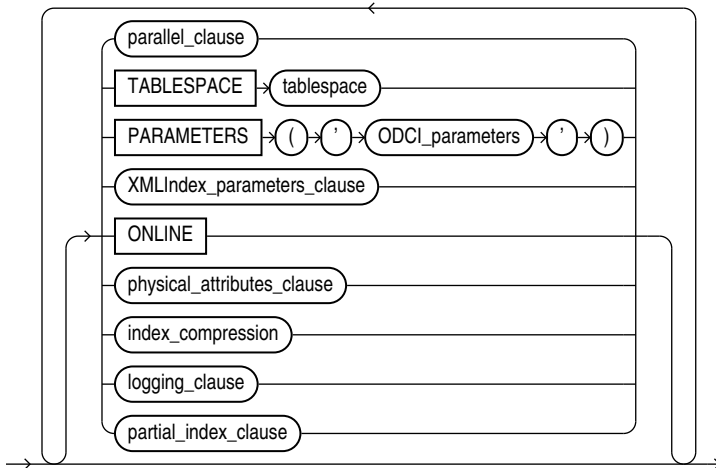 parallel_clause
TABLESPACE tablespace
PARAMETERS ( ' ODCI_parameters ' )
XMLIndex_parameters_clause
ONLINE
physical_attributes_clause
index_compression
logging_clause
partial_index_clause